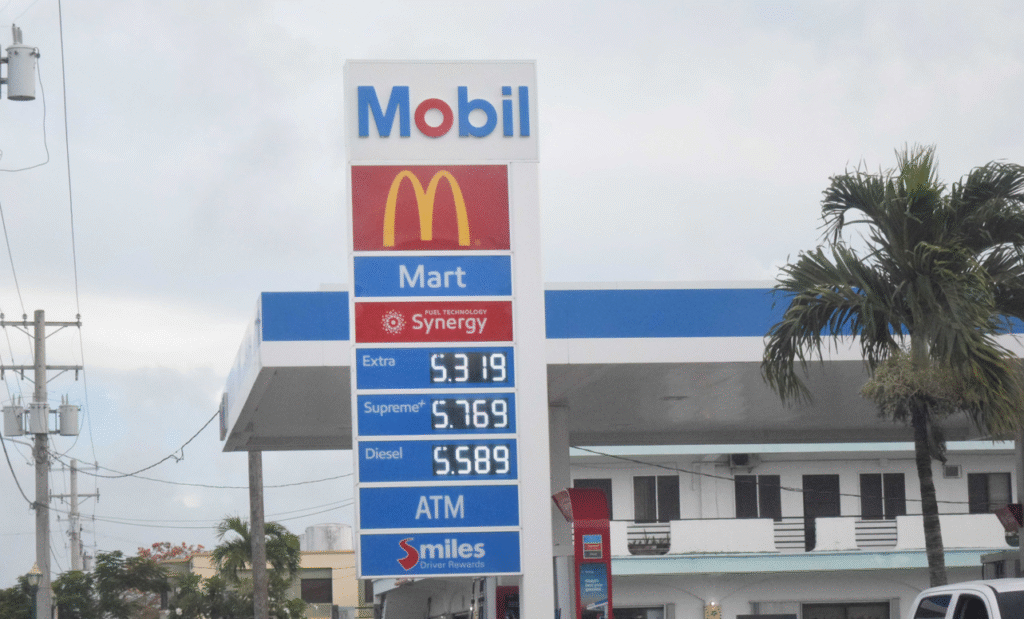 Mobil
M
Mart
FUEL TECHNOLOGY
Synergy
Extra 5.319
Supreme+ 5.769
Diesel 5.589
ATM
Smiles
Driver Rewards